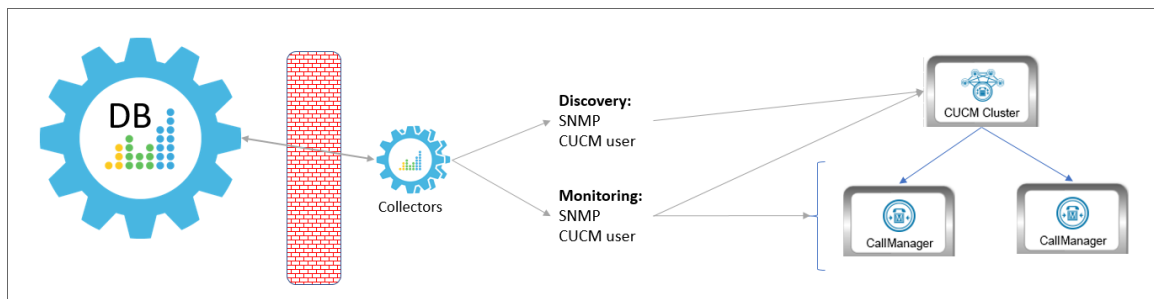 DB
Collectors
Discovery:
SNMP
CUCM user
Monitoring:
SNMP
CUCM user
CUCM Cluster
CallManager
CallManager